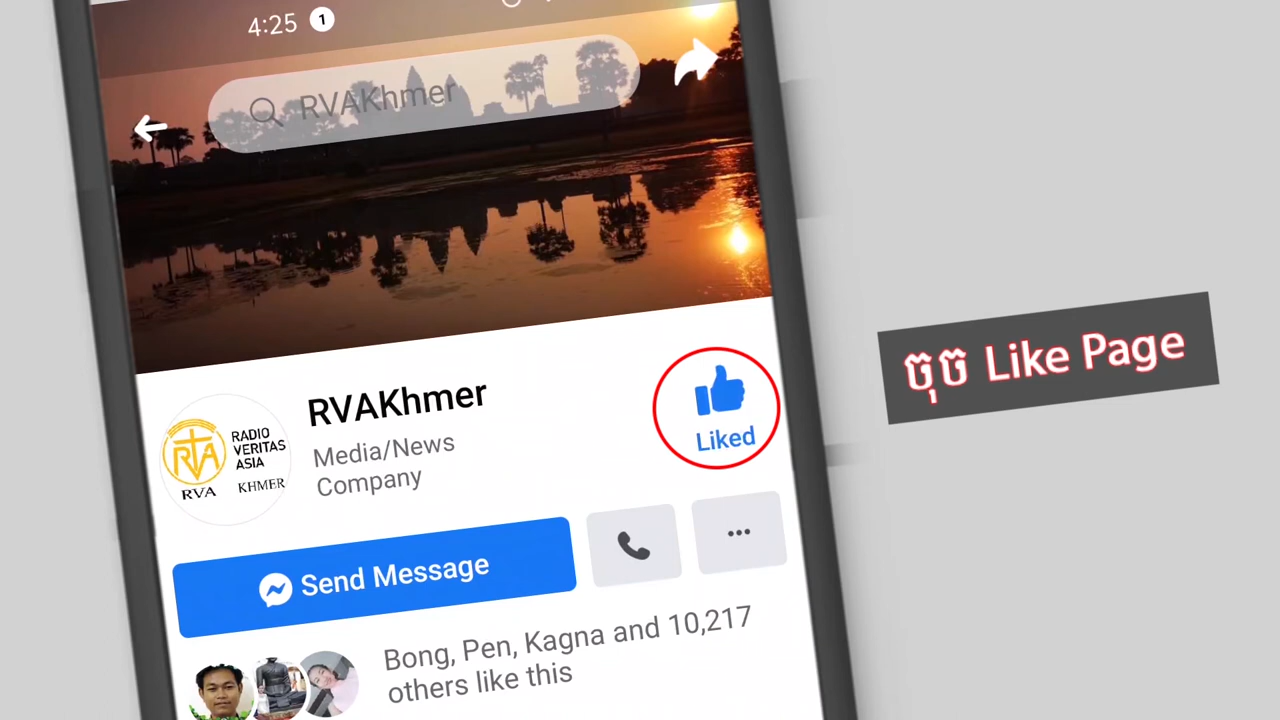 4:25 1
RVAKhmer
RVAKhmer
Media/News
Company
Liked
RADIO
VERITAS
ASIA
RVA KHMER
Send Message
Bong, Pen, Kagna and 10,217
others like this
ចុច Like Page